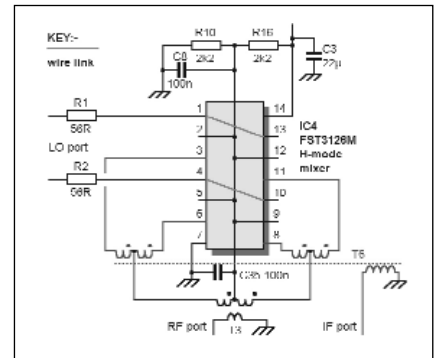 KEY:-
wire link
R10
2k2
R16
2k2
C8
100n
C3
22µ
R1
56R
LO port
R2
56R
1
2
3
4
5
6
7
14
13
12
11
10
9
8
IC4
FST3126M
H-mode
mixer
C35 100n
T6
RF port
T3
IF port